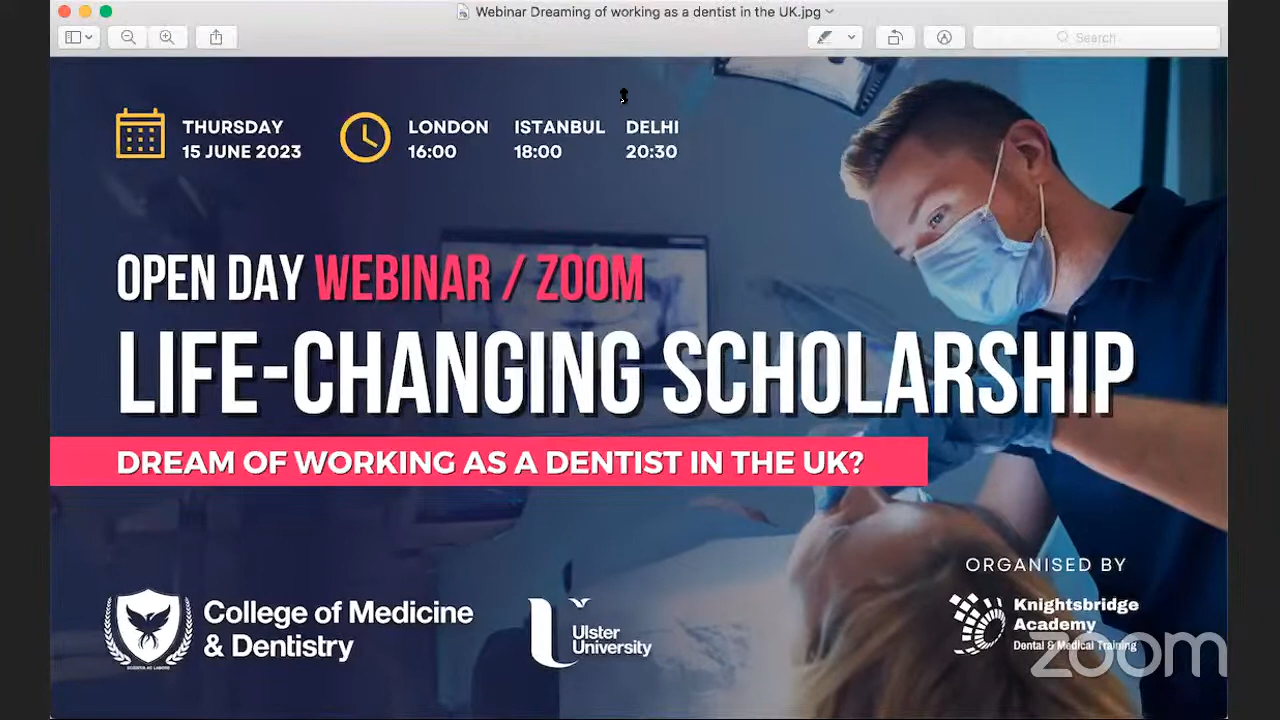 Webinar Dreaming of working as a dentist in the UK.jpg
Search
THURSDAY
15 JUNE 2023
LONDON
16:00
ISTANBUL
18:00
DELHI
20:30
OPEN DAY WEBINAR / ZOOM
LIFE-CHANGING SCHOLARSHIP
DREAM OF WORKING AS A DENTIST IN THE UK?
ORGANISED BY
College of Medicine
& Dentistry
Ulster
University
Knightsbridge
Academy
Dental & Medical Training
zoom